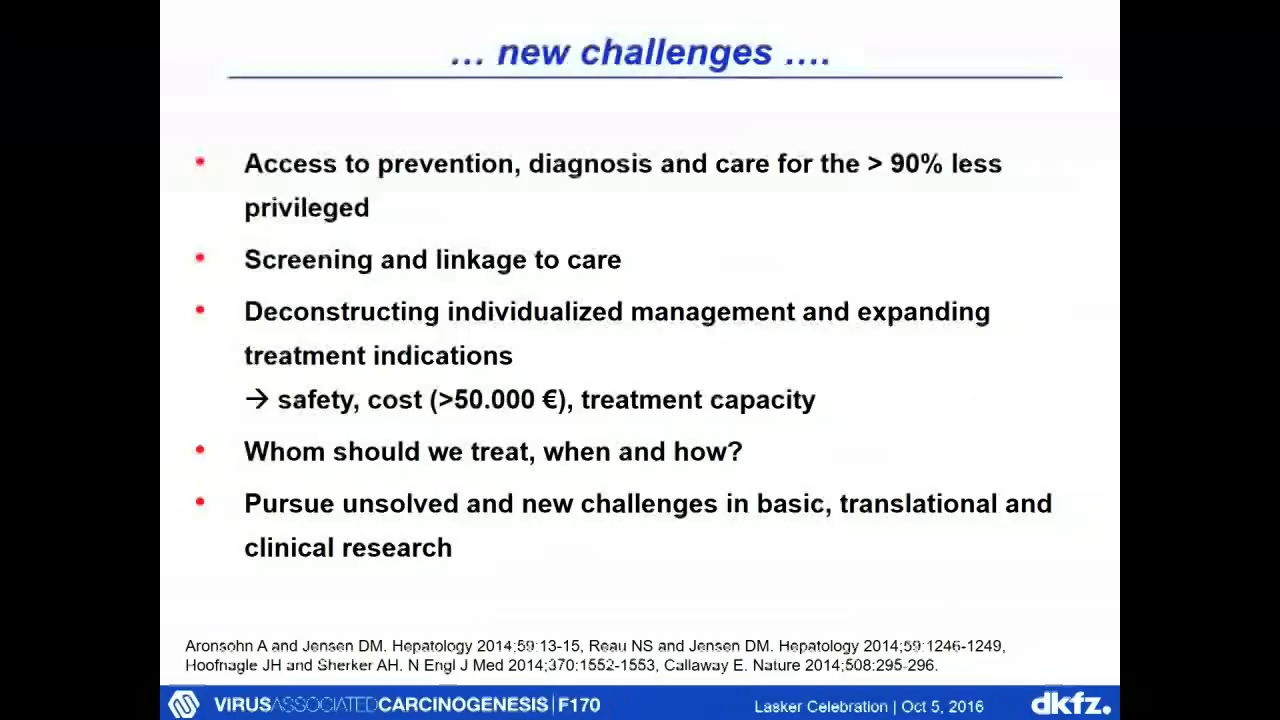 … new challenges ….
• Access to prevention, diagnosis and care for the > 90% less
privileged
• Screening and linkage to care
• Deconstructing individualized management and expanding
treatment indications
→ safety, cost (>50.000 €), treatment capacity
• Whom should we treat, when and how?
• Pursue unsolved and new challenges in basic, translational and
clinical research
Aronsohn A and Jensen DM. Hepatology 2014;59:13-15, Reau NS and Jensen DM. Hepatology 2014;59:1246-1249,
Hoofnagle JH and Sherker AH. N Engl J Med 2014;370:1552-1553, Callaway E. Nature 2014;508:295-296.
VIRUSASSOCIATEDCARCINOGENESIS | F170
Lasker Celebration | Oct 5, 2016
dkfz.